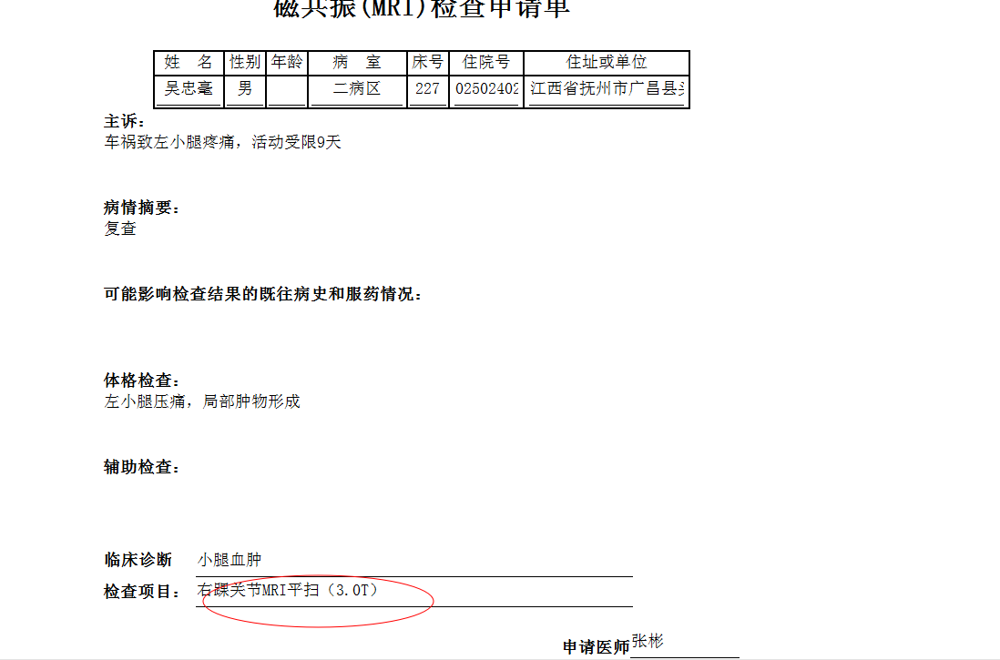 磁共振(MRI)检查申请单
姓 名 性别 年龄 病 室 床号 住院号 住址或单位
吴忠毫 男 二病区 227 02502402 江西省抚州市广昌县
主诉：
车祸致左小腿疼痛，活动受限9天
病情摘要：
复查
可能影响检查结果的既往病史和服药情况：
体格检查：
左小腿压痛，局部肿物形成
辅助检查：
临床诊断 小腿血肿
检查项目： 右踝关节MRI平扫（3.0T）
申请医师 张彬